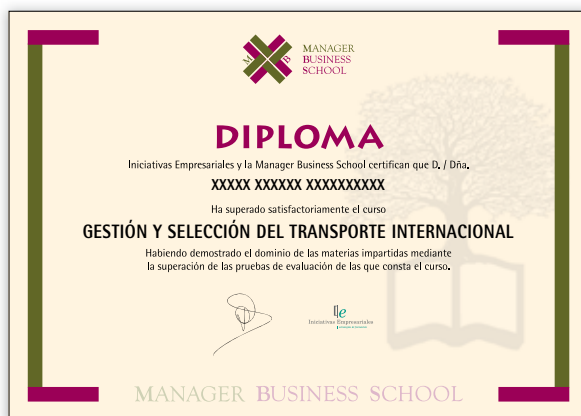 M B
MANAGER
BUSINESS
SCHOOL
DIPLOMA
Iniciativas Empresariales y la Manager Business School certifican que D. / Dña.
XXXXX XXXXXX XXXXXXXXXX
Ha superado satisfactoriamente el curso
GESTIÓN Y SELECCIÓN DEL TRANSPORTE INTERNACIONAL
Habiendo demostrado el dominio de las materias impartidas mediante
la superación de las pruebas de evaluación de las que consta el curso.
Iniciativas Empresariales
MANAGER BUSINESS SCHOOL